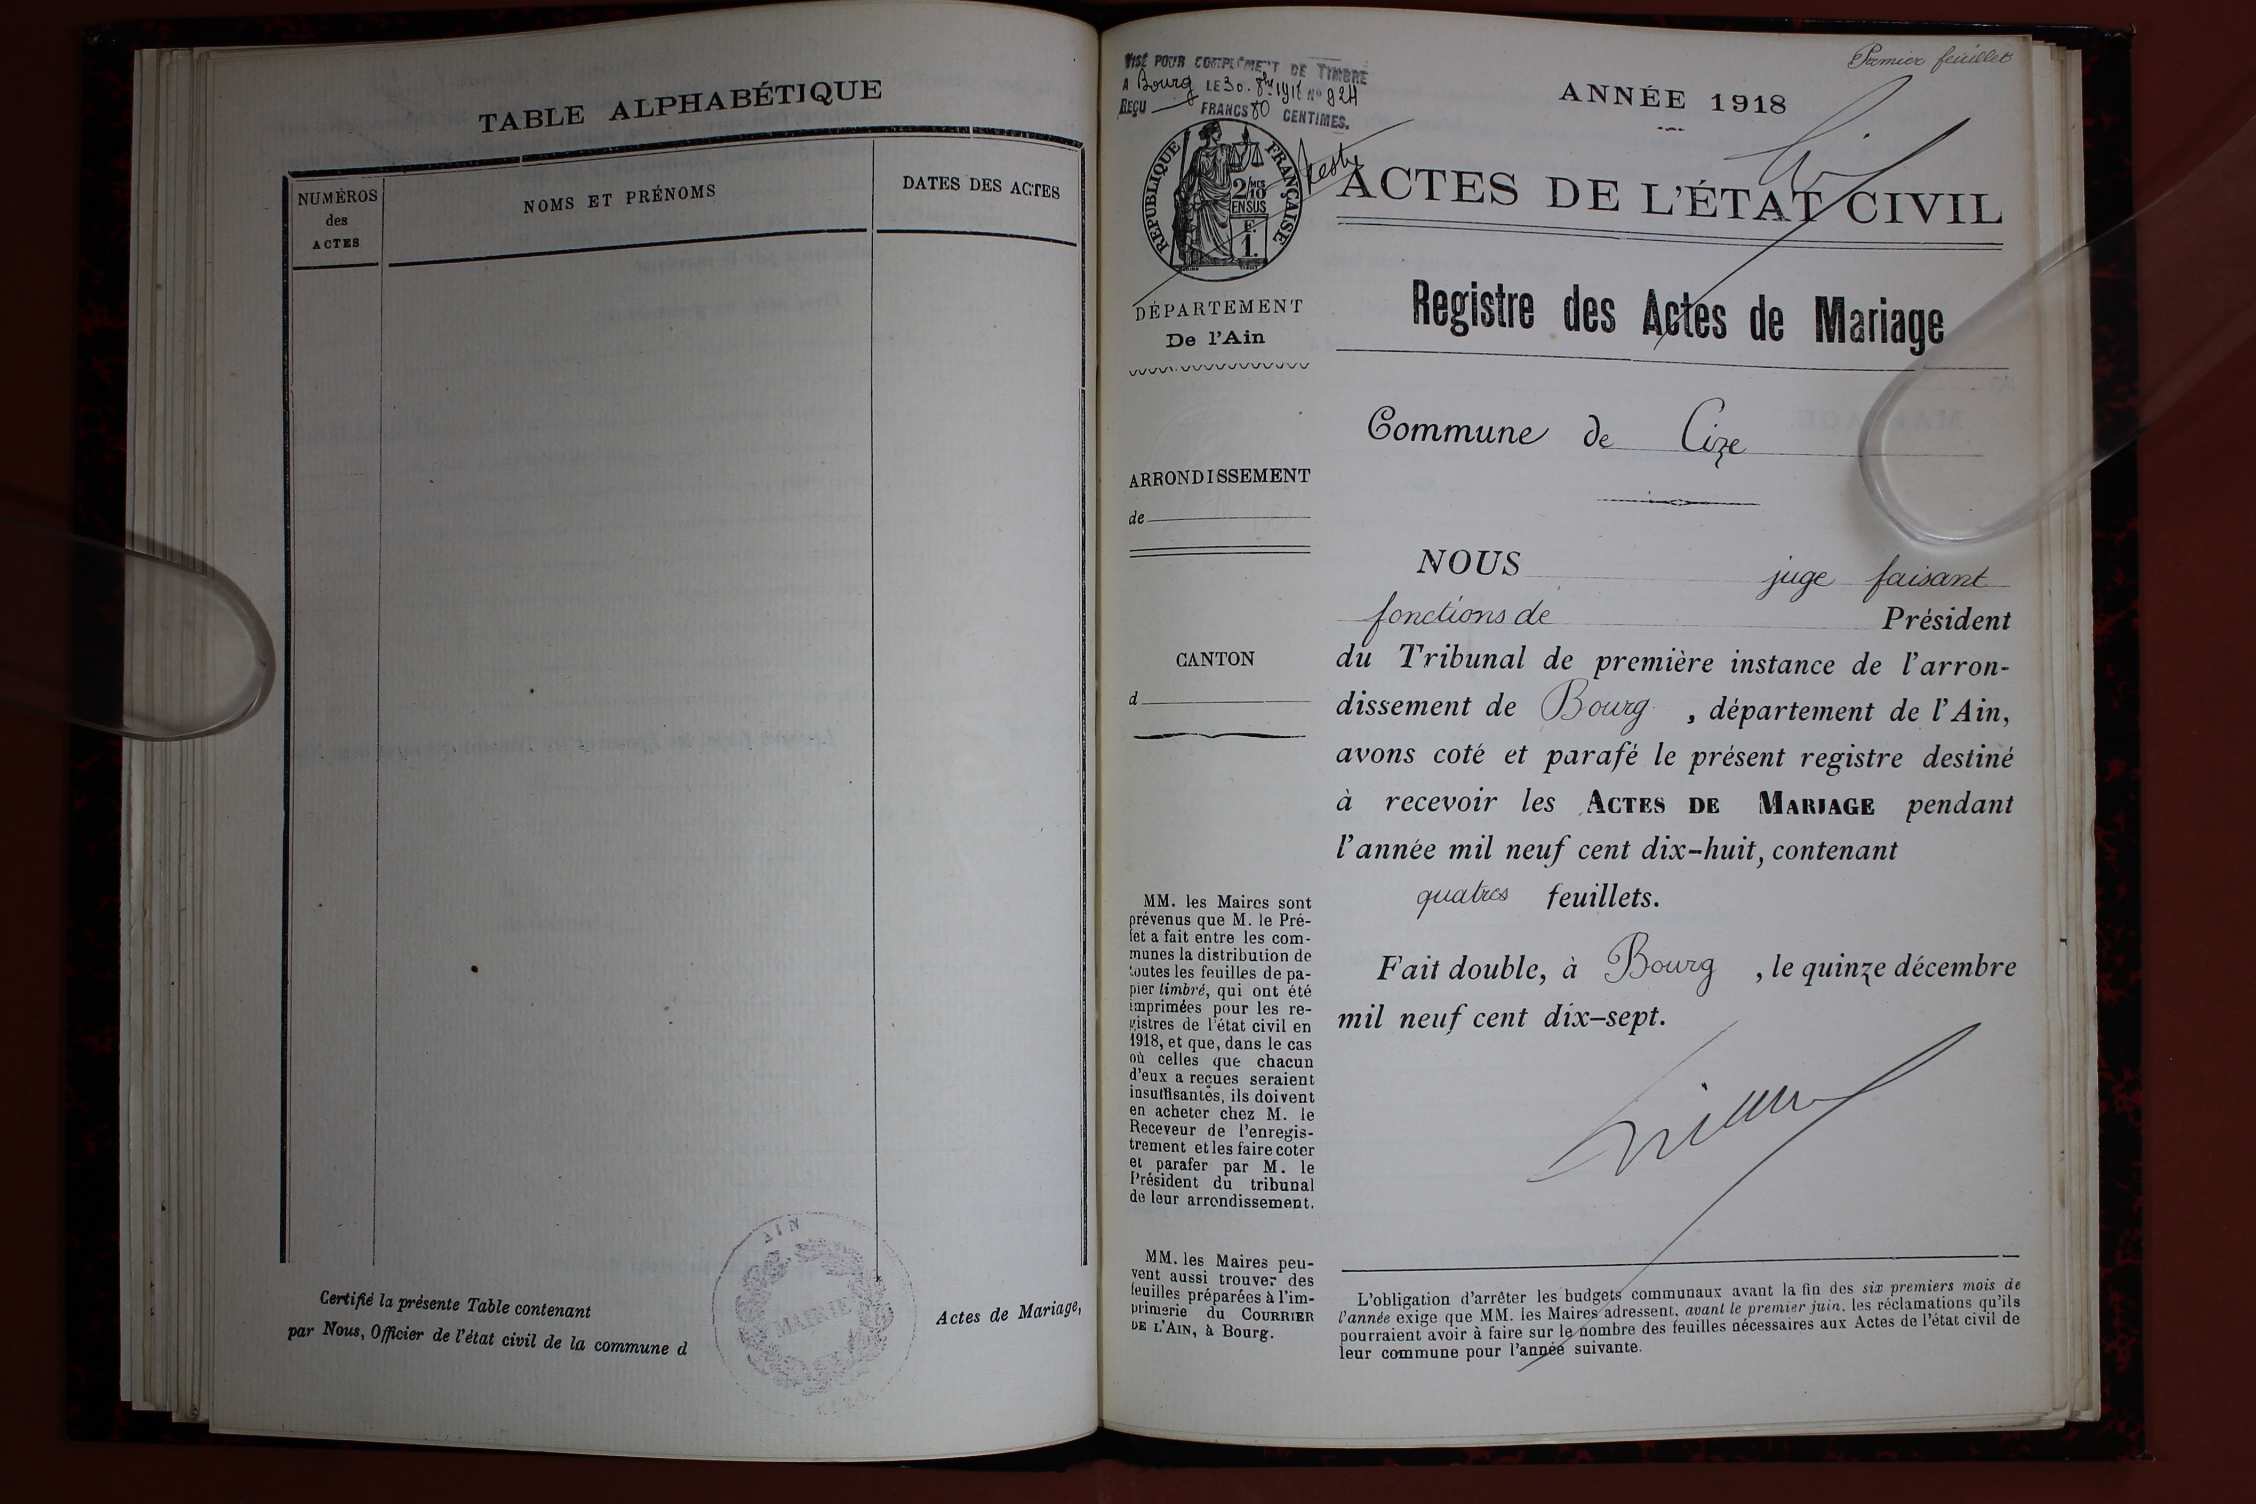 TABLE ALPHABÉTIQUE
NUMÉROS
des
ACTES
NOMS ET PRÉNOMS
DATES DES ACTES
Certifié la présente Table contenant
Actes de Mariage,
par Nous, Officier de l'état civil de la commune d
AIN
MAIRIE
Premier feuillet
VISÉ POUR COMPLÉMENT DE TIMBRE
A Bourg LE 30. 8bre 1918 N° 924
REÇU FRANCS 80 CENTIMES.
RÉPUBLIQUE FRANÇAISE
2/10 MES
EN SUS
F.
1.
DÉPARTEMENT
De l'Ain
ARRONDISSEMENT
de
CANTON
d
MM. les Maires sont
prévenus que M. le Pré-
fet a fait entre les com-
munes la distribution de
toutes les feuilles de pa-
pier timbré, qui ont été
imprimées pour les re-
gistres de l'état civil en
1918, et que, dans le cas
où celles que chacun
d'eux a reçues seraient
insuffisantes, ils doivent
en acheter chez M. le
Receveur de l'enregis-
trement et les faire coter
et parafer par M. le
Président du tribunal
de leur arrondissement.
MM. les Maires peu-
vent aussi trouver des
feuilles préparées à l'im-
primerie du COURRIER
DE L'AIN, à Bourg.
ANNÉE 1918
ACTES DE L'ÉTAT CIVIL
Registre des Actes de Mariage
Commune de Cize
NOUS juge faisant
fonctions de Président
du Tribunal de première instance de l'arron-
dissement de Bourg, département de l'Ain,
avons coté et parafé le présent registre destiné
à recevoir les ACTES DE MARIAGE pendant
l'année mil neuf cent dix-huit, contenant
quatres feuillets.
Fait double, à Bourg, le quinze décembre
mil neuf cent dix-sept.
L'obligation d'arrêter les budgets communaux avant la fin des six premiers mois de
l'année exige que MM. les Maires adressent, avant le premier juin, les réclamations qu'ils
pourraient avoir à faire sur le nombre des feuilles nécessaires aux Actes de l'état civil de
leur commune pour l'année suivante.